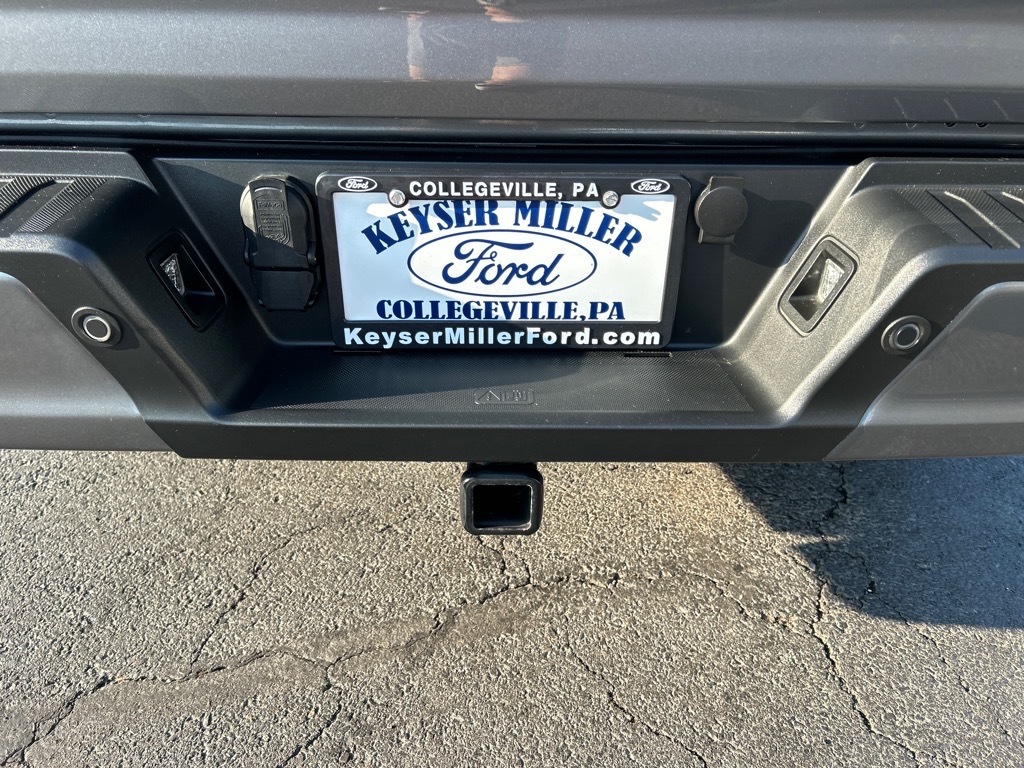 Ford COLLEGEVILLE, PA Ford
KEYSER MILLER
Ford
COLLEGEVILLE, PA
KeyserMillerFord.com